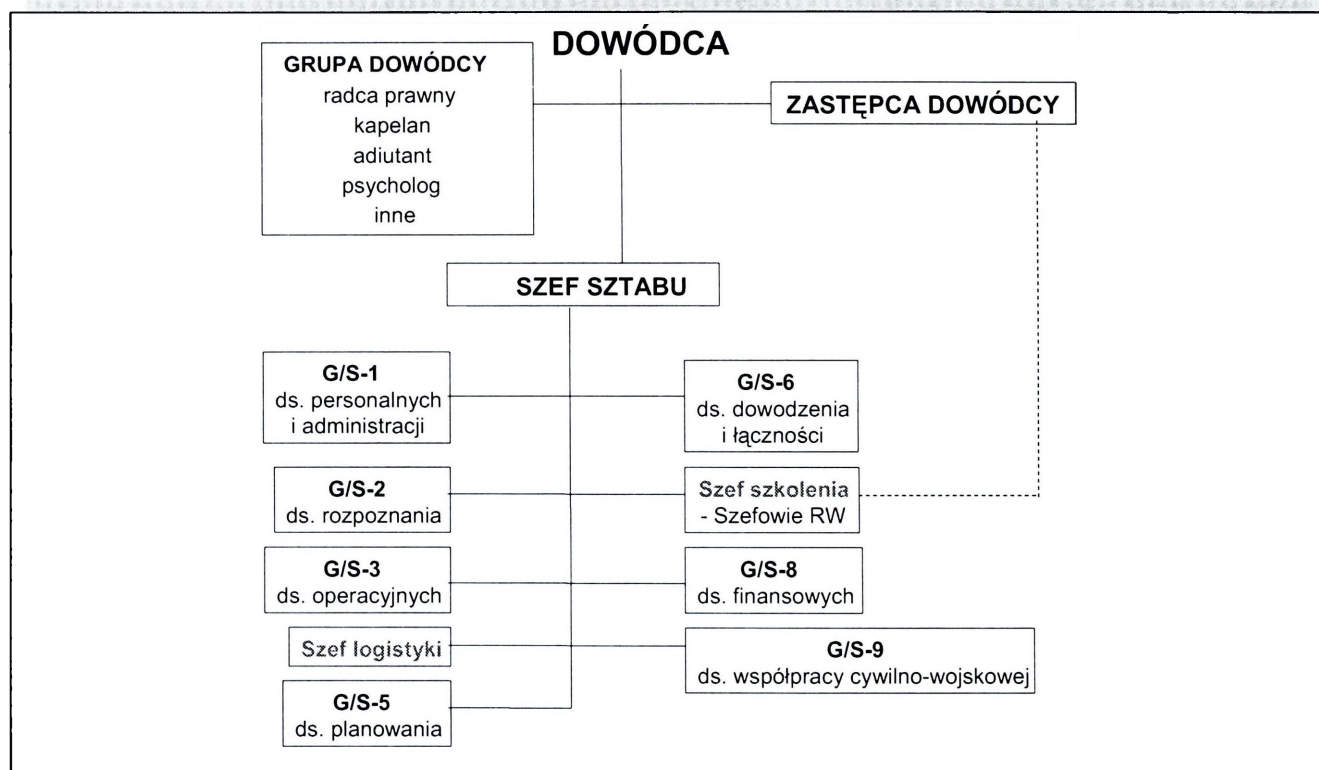 DOWÓDCA
GRUPA DOWÓDCY
radca prawny
kapelan
adiutant
psycholog
inne
ZASTĘPCA DOWÓDCY
SZEF SZTABU
G/S-1
ds. personalnych
i administracji
G/S-6
ds. dowodzenia
i łączności
G/S-2
ds. rozpoznania
Szef szkolenia
- Szefowie RW
G/S-3
ds. operacyjnych
G/S-8
ds. finansowych
Szef logistyki
G/S-9
ds. współpracy cywilno-wojskowej
G/S-5
ds. planowania